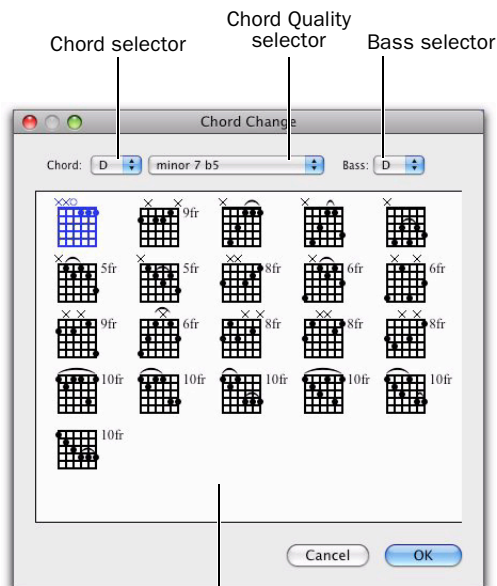 Chord selector
Chord Quality
selector
Bass selector
Chord Change
Chord: D minor 7 b5 Bass: D
9fr
5fr 5fr 8fr 6fr 6fr
9fr 6fr 8fr 8fr 8fr
10fr 10fr 10fr 10fr 10fr
10fr
Cancel OK